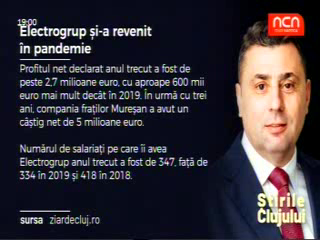 19:00
Electrogrup și-a revenit
în pandemie
ncn
Profitul net declarat anul trecut a fost de
peste 2,7 milioane euro, cu aproape 600 mii
euro mai mult decât în 2019. În urmă cu trei
ani, compania fraților Mureșan a avut un
câștig net de 5 milioane euro.
Numărul de salariați pe care îi avea
Electrogrup anul trecut a fost de 347, față de
334 în 2019 și 418 în 2018.
Știrile
Clujului
sursa ziardecluj.ro